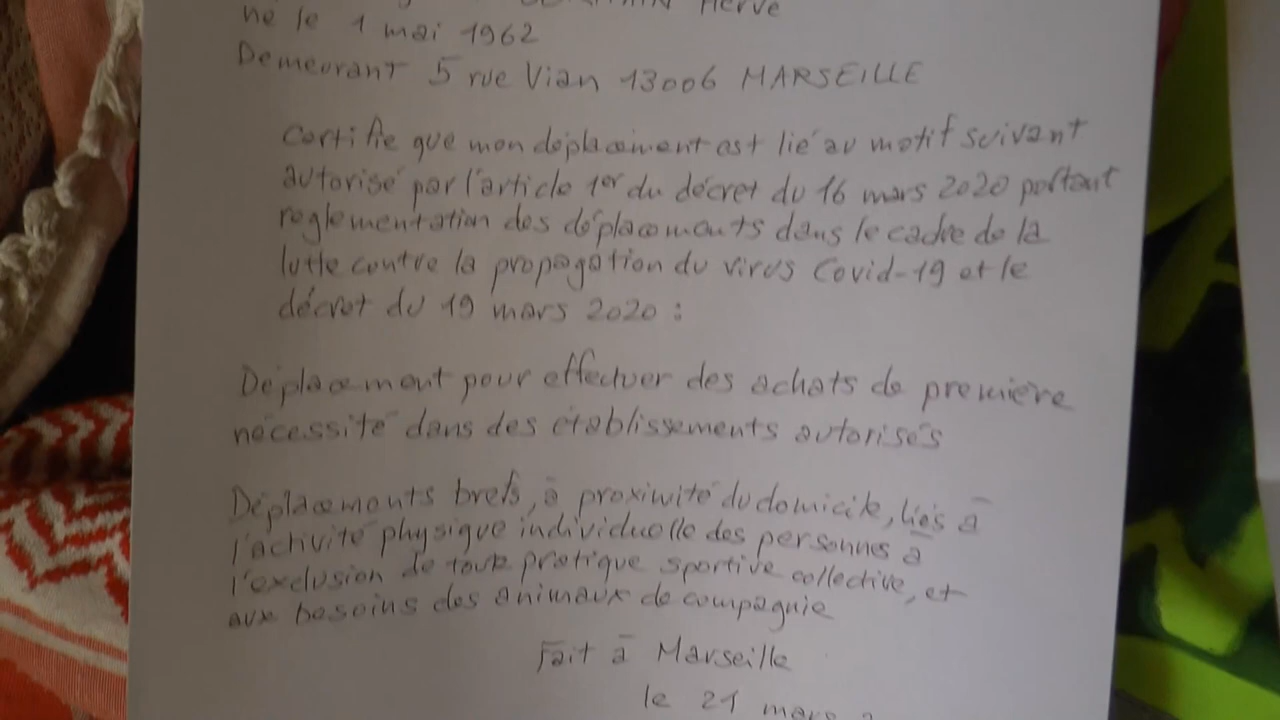 Hervé
né le 1 mai 1962
Demeurant 5 rue Vian 13006 MARSEILLE
Certifie que mon déplacement est lié au motif suivant
autorisé par l'article 1er du décret du 16 mars 2020 portant
reglementation des déplacements dans le cadre de la
lutte contre la propagation du virus Covid-19 et le
décret du 19 mars 2020 :
Déplacement pour effectuer des achats de première
nécessité dans des établissements autorisés
Déplacements brefs, à proximité du domicile, liés à
l'activité physique individuelle des personnes à
l'exclusion de toute pratique sportive collective, et
aux besoins des animaux de compagnie
Fait à Marseille
le 21 mars